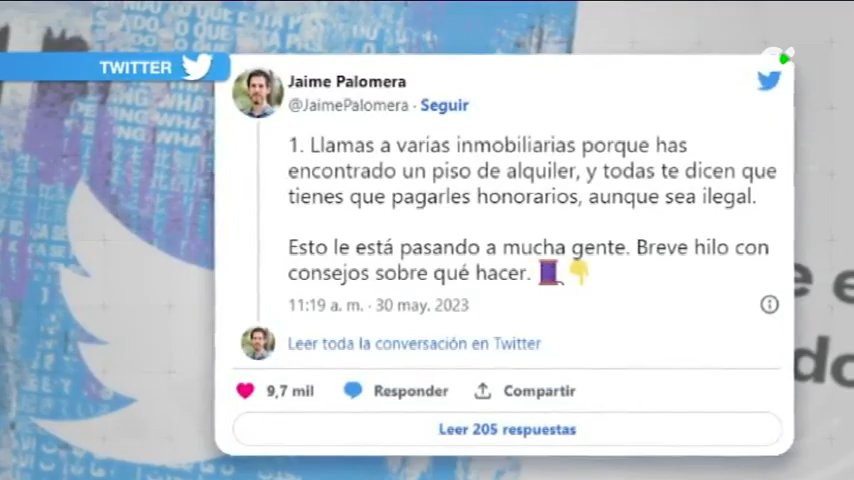 TWITTER
Jaime Palomera
@JaimePalomera · Seguir
1. Llamas a varias inmobiliarias porque has
encontrado un piso de alquiler, y todas te dicen que
tienes que pagarles honorarios, aunque sea ilegal.
Esto le está pasando a mucha gente. Breve hilo con
consejos sobre qué hacer. 🧵👇
11:19 a. m. · 30 may. 2023
Leer toda la conversación en Twitter
9,7 mil
Responder
Compartir
Leer 205 respuestas